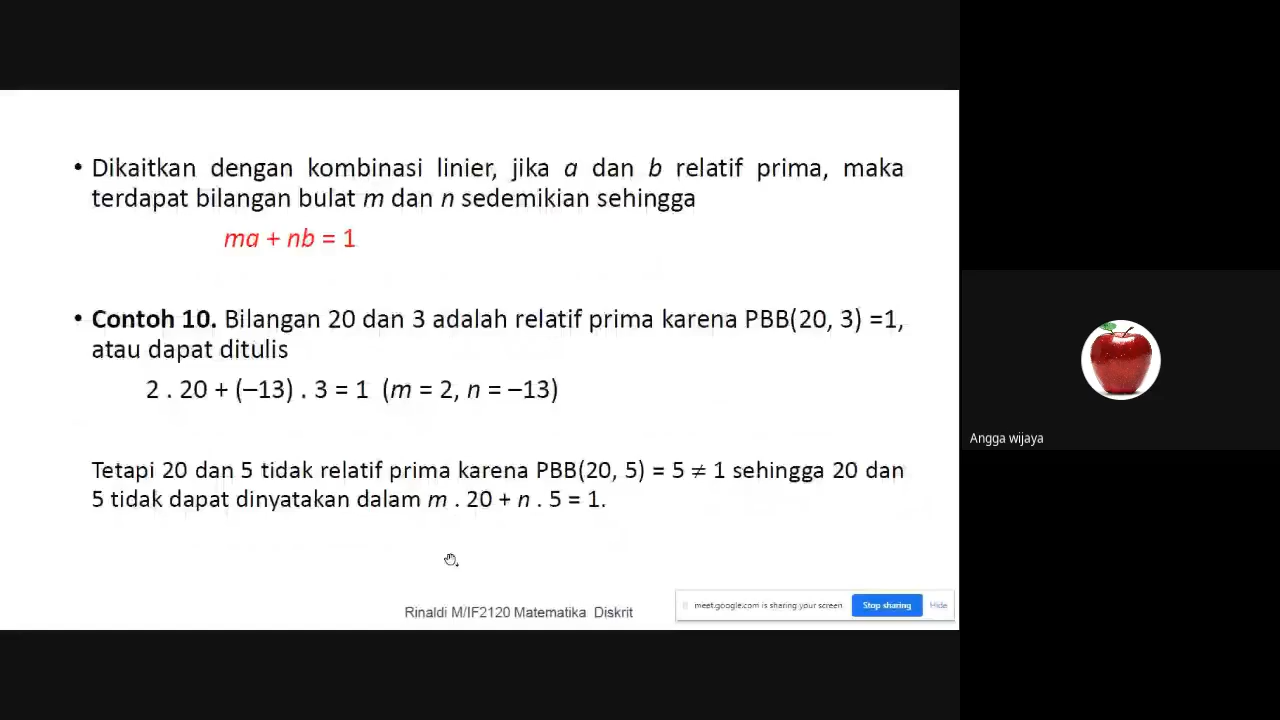 • Dikaitkan dengan kombinasi linier, jika a dan b relatif prima, maka
terdapat bilangan bulat m dan n sedemikian sehingga
ma + nb = 1
• Contoh 10. Bilangan 20 dan 3 adalah relatif prima karena PBB(20, 3) =1,
atau dapat ditulis
2 . 20 + (–13) . 3 = 1 (m = 2, n = –13)
Tetapi 20 dan 5 tidak relatif prima karena PBB(20, 5) = 5 ≠ 1 sehingga 20 dan
5 tidak dapat dinyatakan dalam m . 20 + n . 5 = 1.
Rinaldi M/IF2120 Matematika Diskrit
meet.google.com is sharing your screen Stop sharing Hide
Angga wijaya